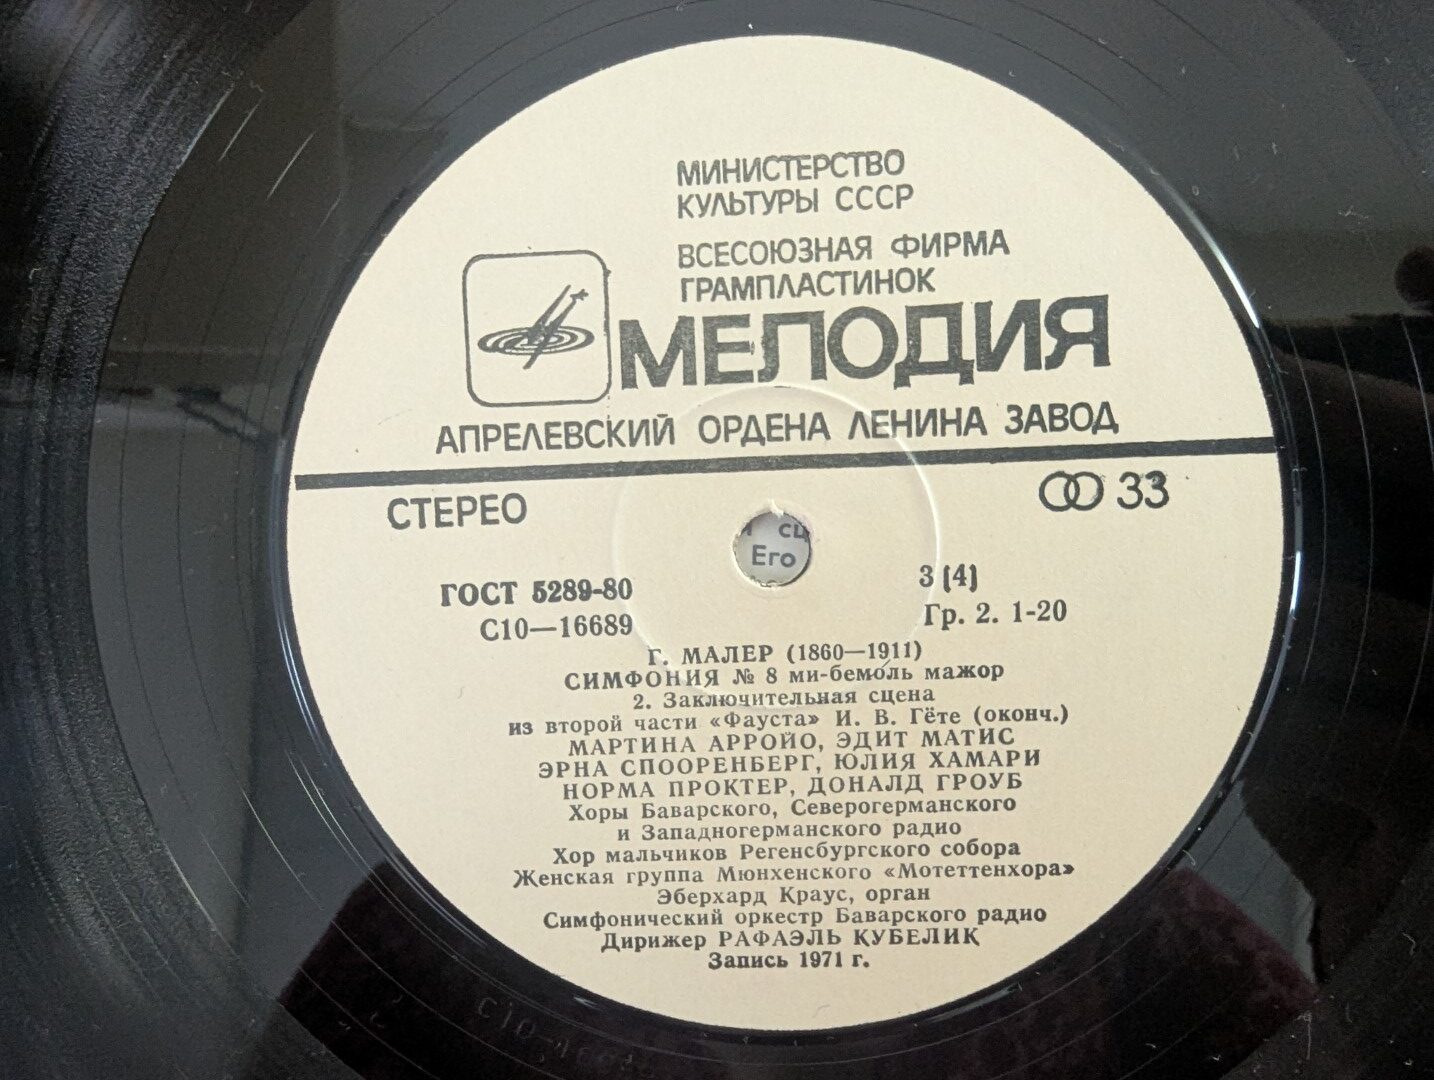 МИНИСТЕРСТВО
КУЛЬТУРЫ СССР
ВСЕСОЮЗНАЯ ФИРМА
ГРАМПЛАСТИНОК
МЕЛОДИЯ
АПРЕЛЕВСКИЙ ОРДЕНА ЛЕНИНА ЗАВОД
СТЕРЕО
33
сц
Его
ГОСТ 5289-80
3 (4)
С10—16689
Гр. 2. 1-20
Г. МАЛЕР (1860—1911)
СИМФОНИЯ № 8 ми-бемоль мажор
2. Заключительная сцена
из второй части «Фауста» И. В. Гёте (оконч.)
МАРТИНА АРРОЙО, ЭДИТ МАТИС
ЭРНА СПООРЕНБЕРГ, ЮЛИЯ ХАМАРИ
НОРМА ПРОКТЕР, ДОНАЛД ГРОУБ
Хоры Баварского, Северогерманского
и Западногерманского радио
Хор мальчиков Регенсбургского собора
Женская группа Мюнхенского «Мотеттенхора»
Эберхард Краус, орган
Симфонический оркестр Баварского радио
Дирижер РАФАЭЛЬ КУБЕЛИК
Запись 1971 г.